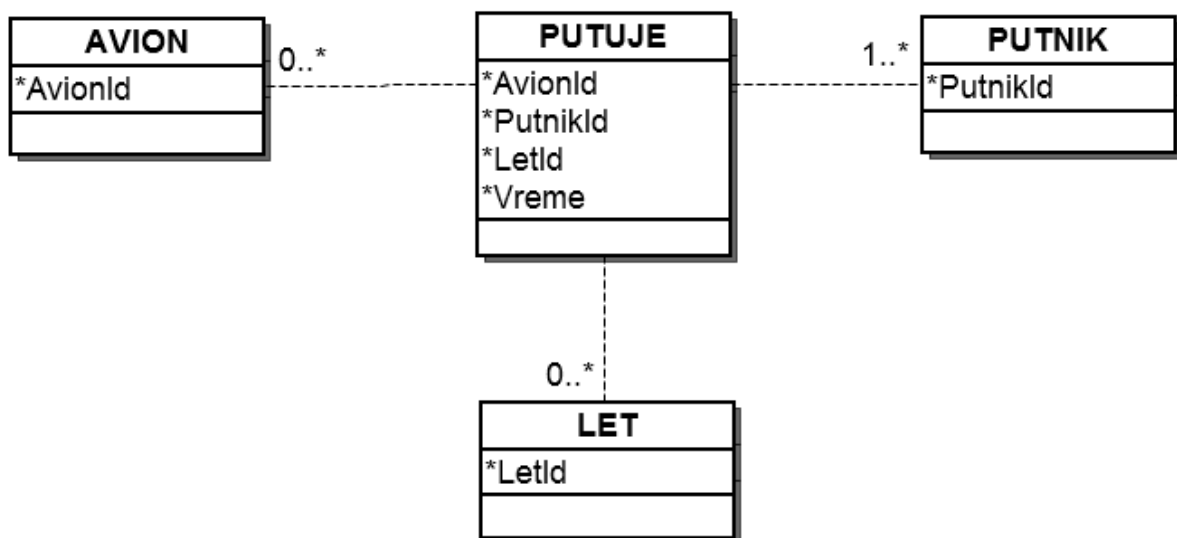 AVION
*AvionId
0..*
PUTUJE
*AvionId
*PutnikId
*LetId
*Vreme
1..*
PUTNIK
*PutnikId
0..*
LET
*LetId